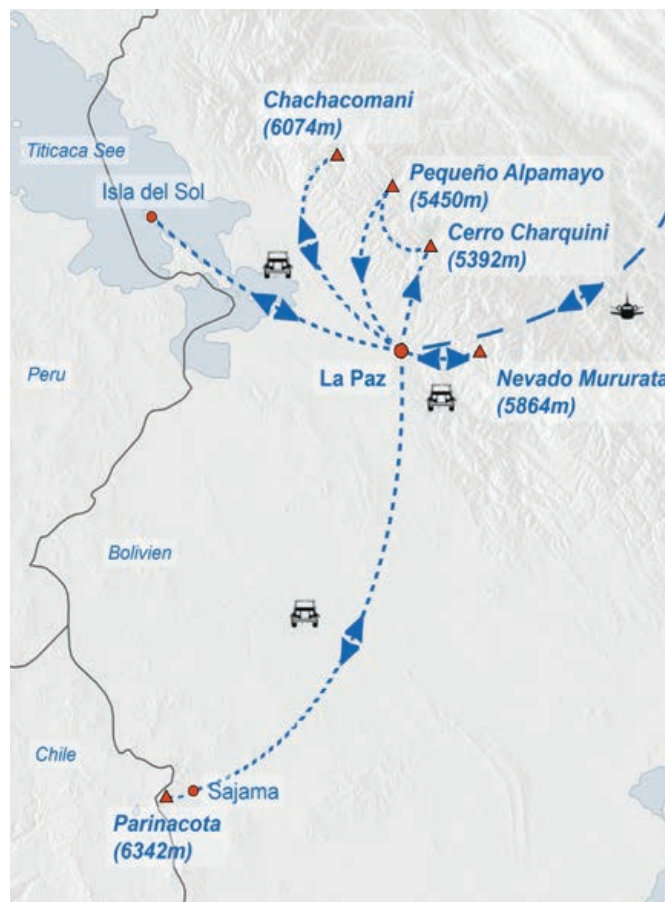 Chachacomani
(6074m)
Titicaca See
Pequeño Alpamayo
(5450m)
Isla del Sol
Cerro Charquini
(5392m)
La Paz
Peru
Nevado Mururata
(5864m)
Bolivien
Chile
Sajama
Parinacota
(6342m)